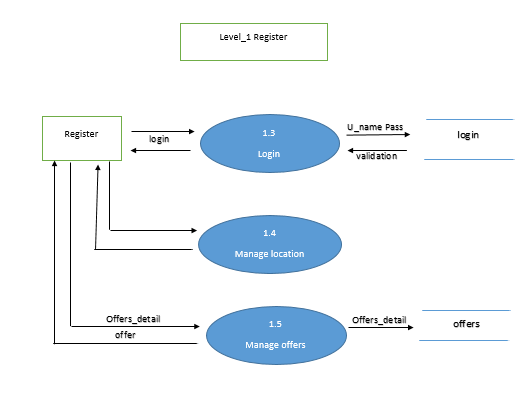 Level_1 Register
Register
login
1.3
Login
U_name Pass
validation
login
1.4
Manage location
Offers_detail
offer
1.5
Manage offers
Offers_detail
offers